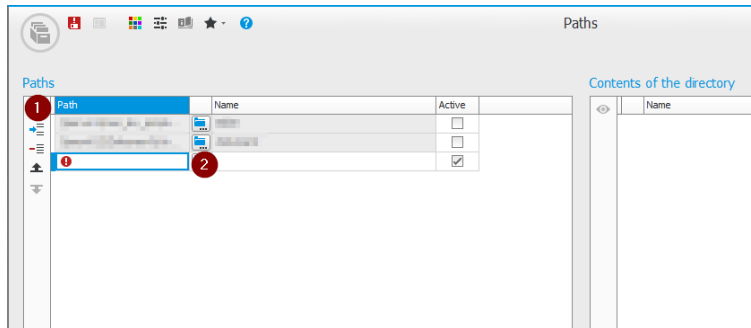 Paths
Paths
Contents of the directory
1
Path
Name
Active
Name
2